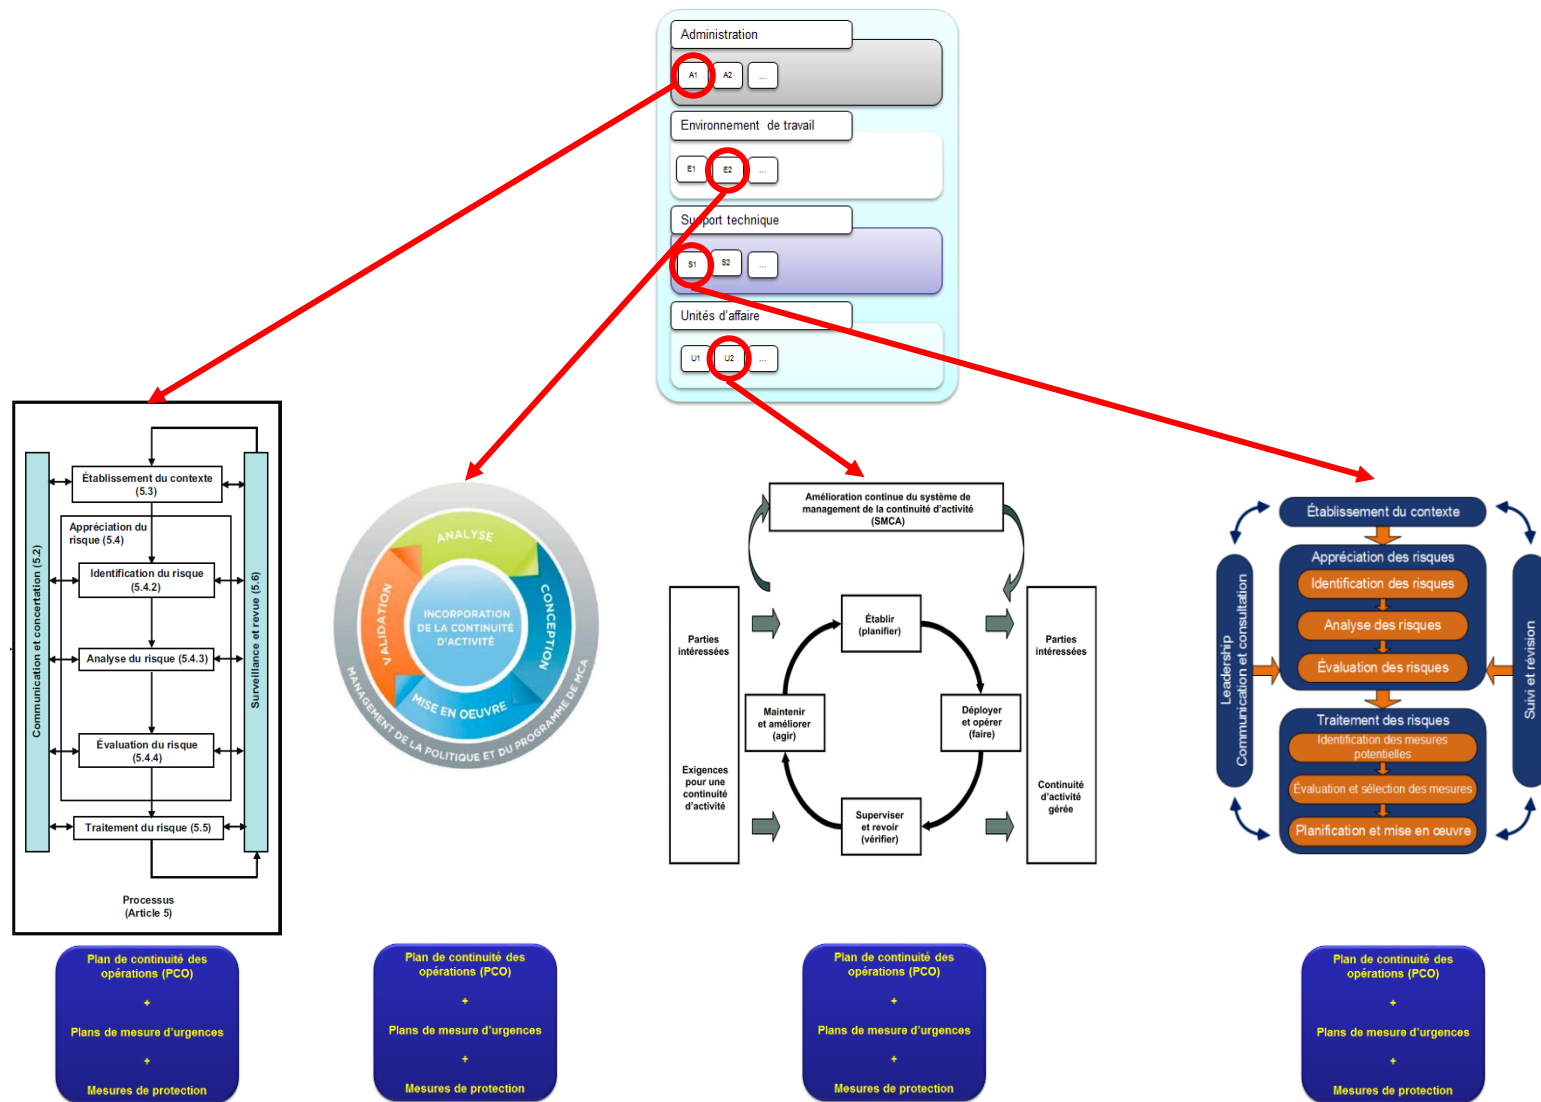 Administration
A1
A2
...
Environnement de travail
E1
E2
...
Support technique
S1
S2
...
Unités d'affaire
U1
U2
...
Communication et concertation (5.2)
Établissement du contexte
(5.3)
Appréciation du
risque (5.4)
Identification du risque
(5.4.2)
Analyse du risque (5.4.3)
Évaluation du risque
(5.4.4)
Traitement du risque (5.5)
Surveillance et revue (5.6)
Processus
(Article 5)
ANALYSE
CONCEPTION
MISE EN OEUVRE
VALIDATION
INCORPORATION
DE LA CONTINUITÉ
D'ACTIVITÉ
MANAGEMENT DE LA POLITIQUE ET DU PROGRAMME DE MCA
Amélioration continue du système de
management de la continuité d'activité
(SMCA)
Parties
intéressées
Exigences
pour une
continuité
d'activité
Établir
(planifier)
Maintenir
et améliorer
(agir)
Déployer
et opérer
(faire)
Superviser
et revoir
(vérifier)
Parties
intéressées
Continuité
d'activité
gérée
Établissement du contexte
Leadership
Communication et consultation
Appréciation des risques
Identification des risques
Analyse des risques
Évaluation des risques
Traitement des risques
Identification des mesures
potentielles
Évaluation et sélection des mesures
Planification et mise en œuvre
Suivi et révision
Plan de continuité des
opérations (PCO)
+
Plans de mesure d'urgences
+
Mesures de protection
Plan de continuité des
opérations (PCO)
+
Plans de mesure d'urgences
+
Mesures de protection
Plan de continuité des
opérations (PCO)
+
Plans de mesure d'urgences
+
Mesures de protection
Plan de continuité des
opérations (PCO)
+
Plans de mesure d'urgences
+
Mesures de protection